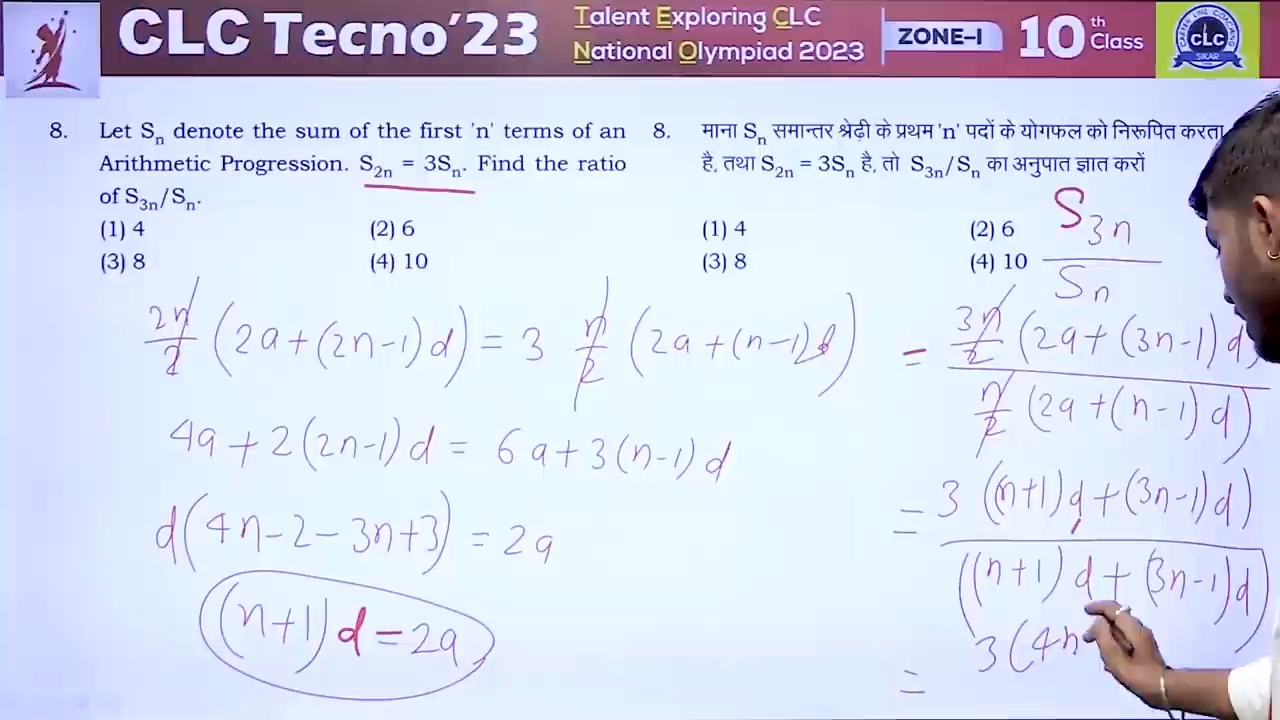 CLC Tecno'23
Talent Exploring CLC
National Olympiad 2023
ZONE-I
10th Class
CAREER LINE COACHING
CLC
SIKAR
8. Let Sn denote the sum of the first 'n' terms of an
Arithmetic Progression. S2n = 3Sn. Find the ratio
of S3n/Sn.
(1) 4 (2) 6
(3) 8 (4) 10
8. माना Sn समान्तर श्रेढ़ी के प्रथम 'n' पदों के योगफल को निरूपित करता
है, तथा S2n = 3Sn है, तो S3n/Sn का अनुपात ज्ञात करों
(1) 4 (2) 6
(3) 8 (4) 10
2n/2 (2a+(2n-1)d) = 3 n/2 (2a+(n-1)d)
4a+2(2n-1)d = 6a+3(n-1)d
d(4n-2-3n+3) = 2a
(n+1)d=2a
S3n
Sn
= 3n/2 (2a+(3n-1)d)
n/2 (2a+(n-1)d)
= 3 ((n+1)d+(3n-1)d)
((n+1)d+(3n-1)d)
= 3(4n